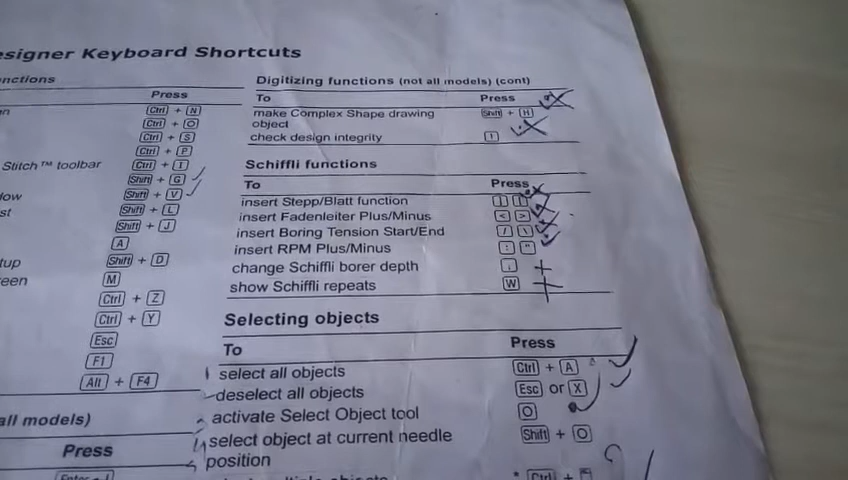 esigner Keyboard Shortcuts
nctions
Press
Ctrl + N
Ctrl + O
Ctrl + S
Ctrl + P
Stitch™ toolbar Ctrl + I
Shift + G
low Shift + V
st Shift + L
Shift + J
A
tup Shift + D
een M
Ctrl + Z
Ctrl + Y
Esc
F1
Alt + F4
all models)
Press
Digitizing functions (not all models) (cont)
To Press
make Complex Shape drawing Shift + H
object
check design integrity
Schiffli functions
To Press
insert Stepp/Blatt function
insert Fadenleiter Plus/Minus < >
insert Boring Tension Start/End / \
insert RPM Plus/Minus : "
change Schiffli borer depth
show Schiffli repeats W
Selecting objects
To Press
select all objects Ctrl + A
deselect all objects Esc or X
activate Select Object tool O
select object at current needle Shift + O
position
Ctrl +